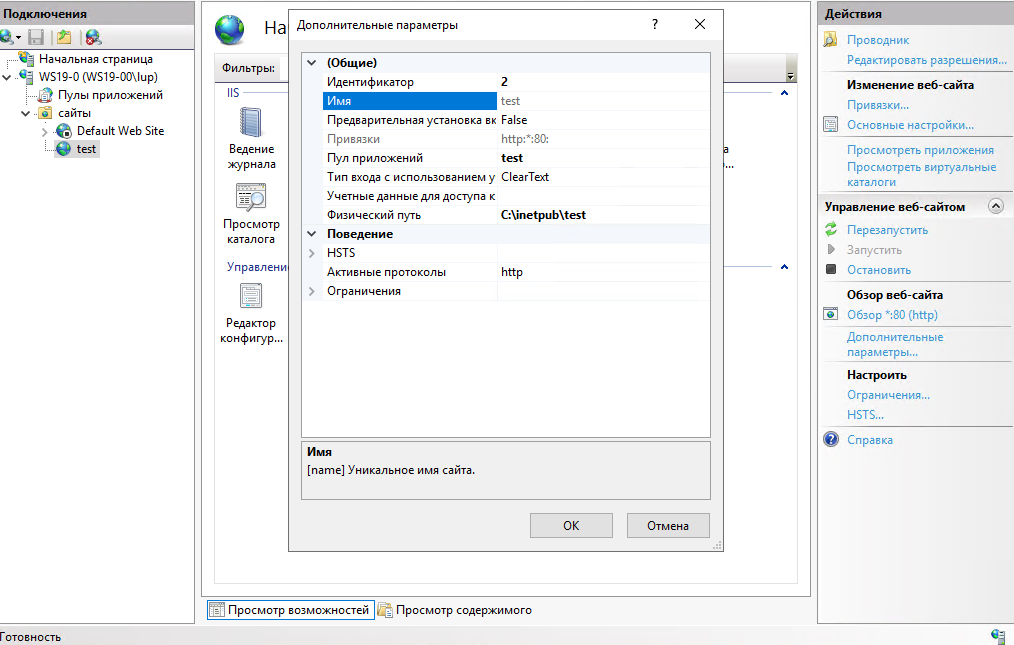 Подключения
Начальная страница
WS19-0 (WS19-00\lup)
Пулы приложений
сайты
Default Web Site
test
На
Фильтры:
IIS
Ведение
журнала
Просмотр
каталога
Управлени
Редактор
конфигур...
Дополнительные параметры
?
(Общие)
Идентификатор 2
Имя test
Предварительная установка вк False
Привязки http:*:80:
Пул приложений test
Тип входа с использованием у ClearText
Учетные данные для доступа к
Физический путь C:\inetpub\test
Поведение
HSTS
Активные протоколы http
Ограничения
Имя
[name] Уникальное имя сайта.
OK Отмена
Просмотр возможностей Просмотр содержимого
Действия
Проводник
Редактировать разрешения...
Изменение веб-сайта
Привязки...
Основные настройки...
Просмотреть приложения
Просмотреть виртуальные
каталоги
Управление веб-сайтом
Перезапустить
Запустить
Остановить
Обзор веб-сайта
Обзор *:80 (http)
Дополнительные
параметры...
Настроить
Ограничения...
HSTS...
Справка
Готовность